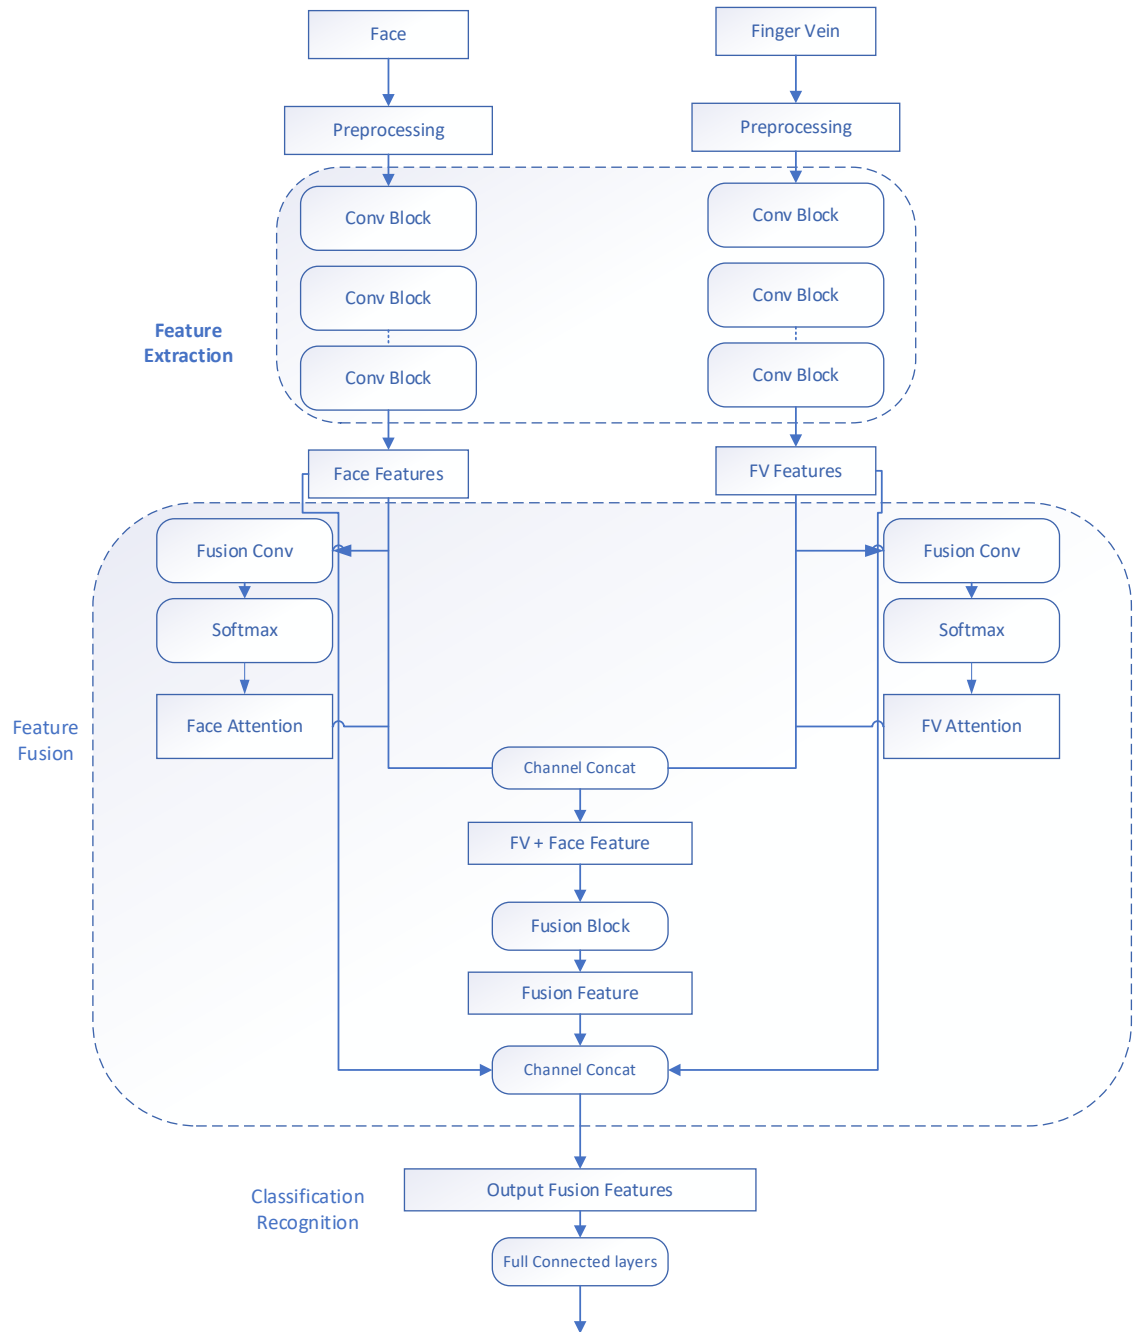 Face
Finger Vein
Preprocessing
Preprocessing
Conv Block
Conv Block
Conv Block
Conv Block
Feature
Extraction
Conv Block
Conv Block
Face Features
FV Features
Fusion Conv
Fusion Conv
Softmax
Softmax
Feature
Fusion
Face Attention
FV Attention
Channel Concat
FV + Face Feature
Fusion Block
Fusion Feature
Channel Concat
Classification
Recognition
Output Fusion Features
Full Connected layers